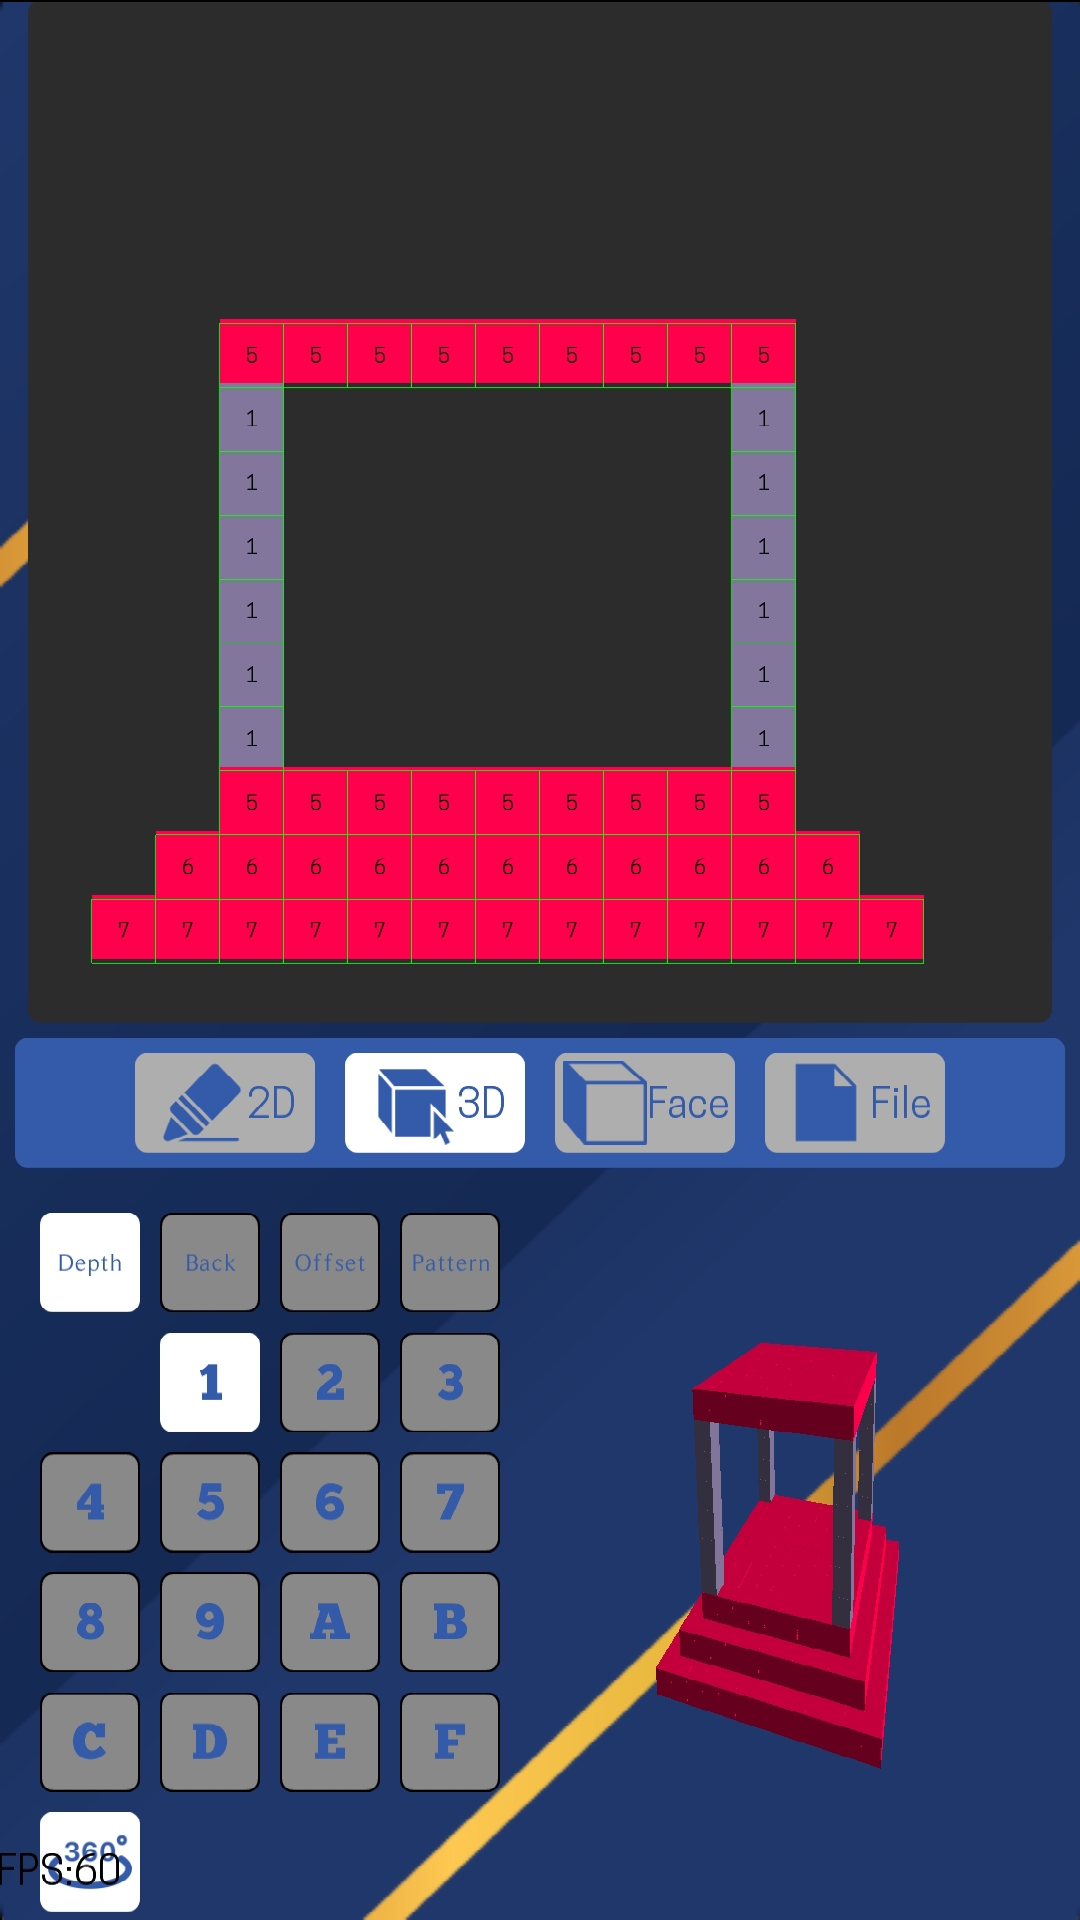 5 5 5 5 5 5 5 5 5
1 1
1 1
1 1
1 1
1 1
1 1
5 5 5 5 5 5 5 5 5
6 6 6 6 6 6 6 6 6 6 6
7 7 7 7 7 7 7 7 7 7 7 7 7
2D 3D Face File
Depth Back Offset Pattern
1 2 3
4 5 6 7
8 9 A B
C D E F
360°
FPS:60